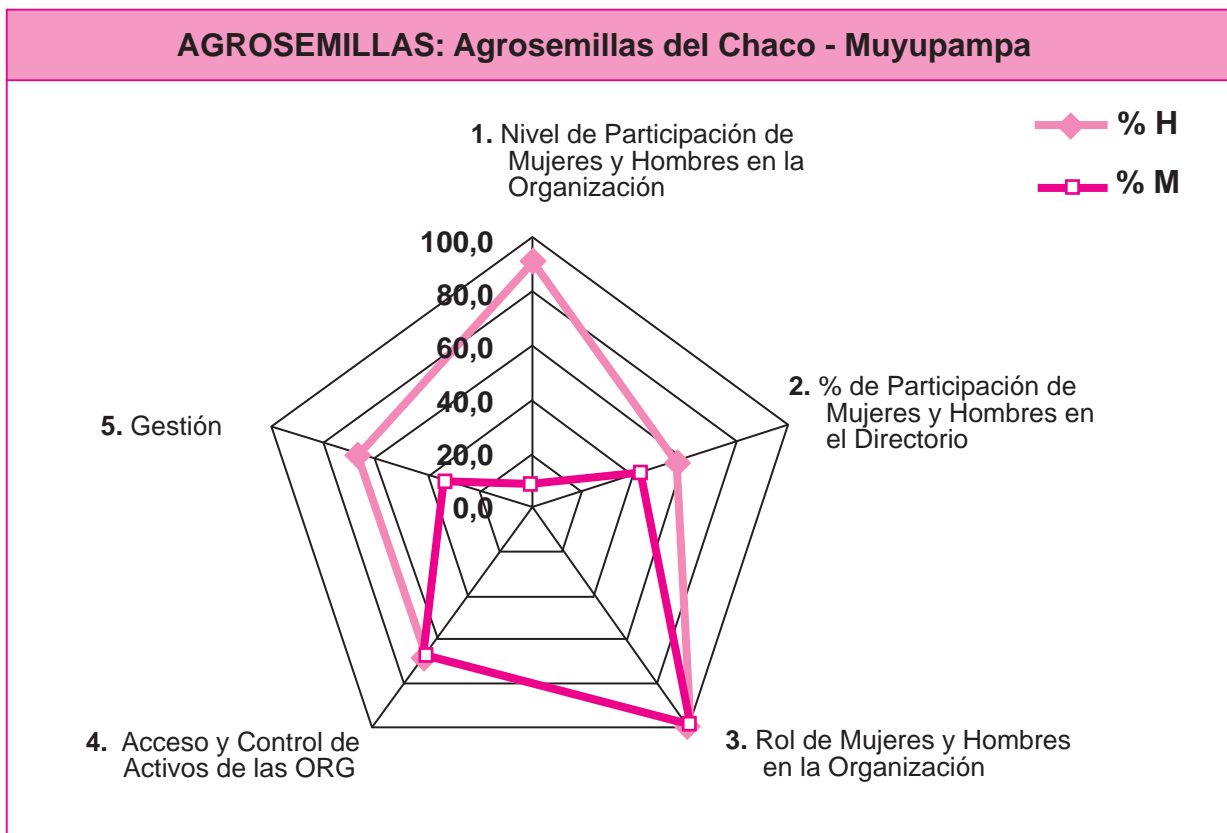 AGROSEMILLAS: Agrosemillas del Chaco - Muyupampa
% H
% M
1. Nivel de Participación de
Mujeres y Hombres en la
Organización
100,0
80,0
60,0
40,0
20,0
0,0
2. % de Participación de
Mujeres y Hombres en
el Directorio
5. Gestión
4. Acceso y Control de
Activos de las ORG
3. Rol de Mujeres y Hombres
en la Organización